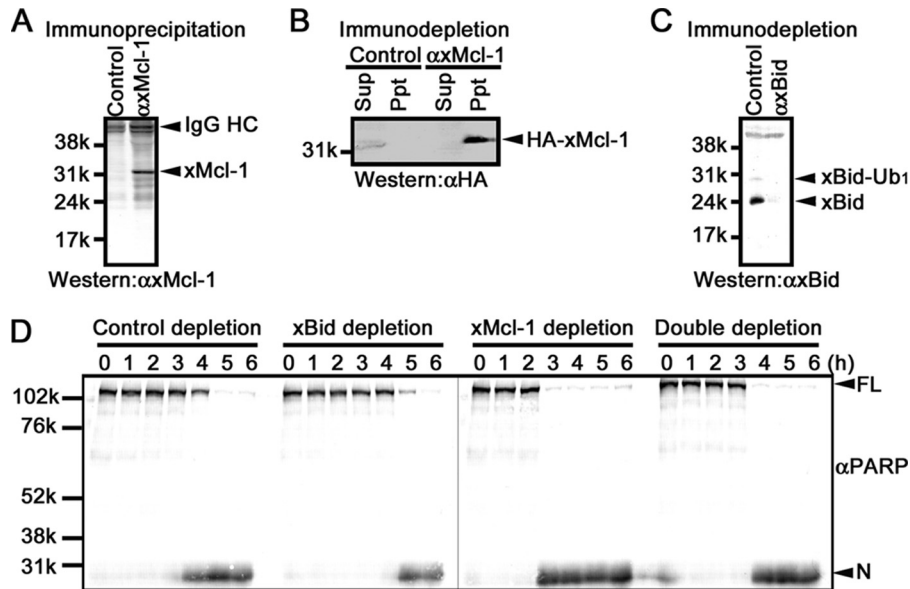 A
Immunoprecipitation
Control
αxMcl-1
38k
31k
24k
17k
IgG HC
xMcl-1
Western:αxMcl-1
B
Immunodepletion
Control αxMcl-1
Sup
Ppt
Sup
Ppt
31k
HA-xMcl-1
Western:αHA
C
Immunodepletion
Control
αxBid
38k
31k
24k
17k
xBid-Ub1
xBid
Western:αxBid
D
Control depletion xBid depletion xMcl-1 depletion Double depletion
0 1 2 3 4 5 6 0 1 2 3 4 5 6 0 1 2 3 4 5 6 0 1 2 3 4 5 6 (h)
102k
76k
52k
38k
31k
FL
αPARP
N